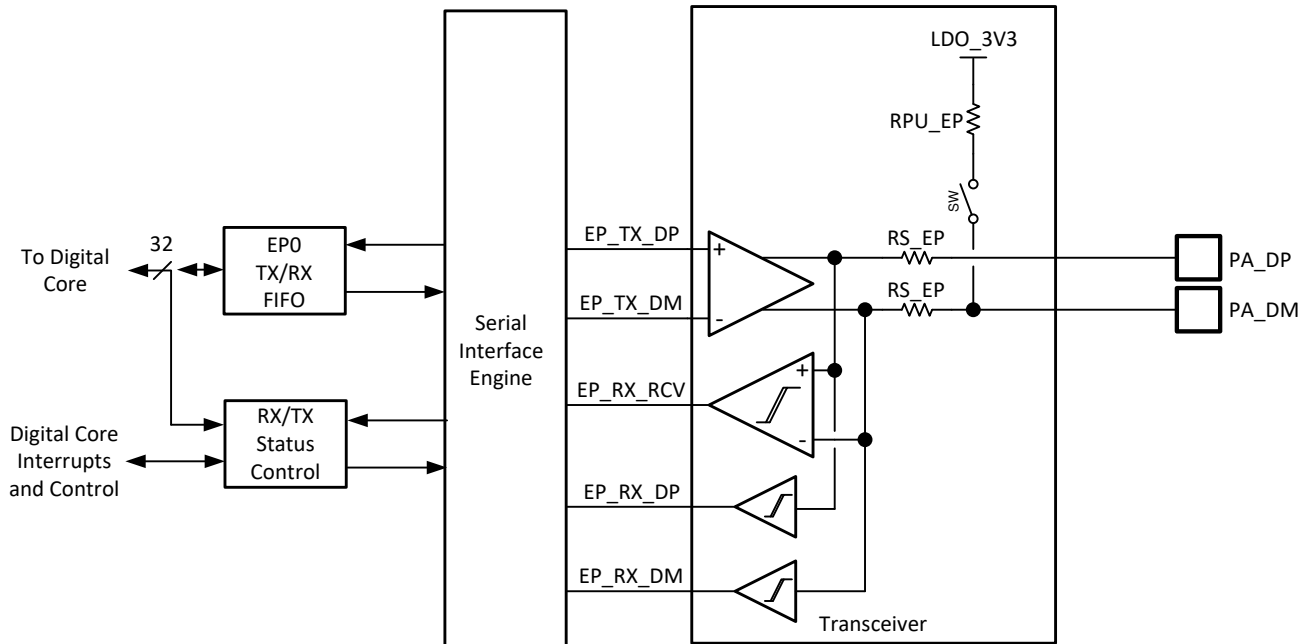 LDO_3V3
RPU_EP
SW
32
To Digital
Core
EP0
TX/RX
FIFO
EP_TX_DP
EP_TX_DM
+
-
RS_EP
RS_EP
PA_DP
PA_DM
Serial
Interface
Engine
EP_RX_RCV
+
-
RX/TX
Status
Control
Digital Core
Interrupts
and Control
EP_RX_DP
EP_RX_DM
Transceiver